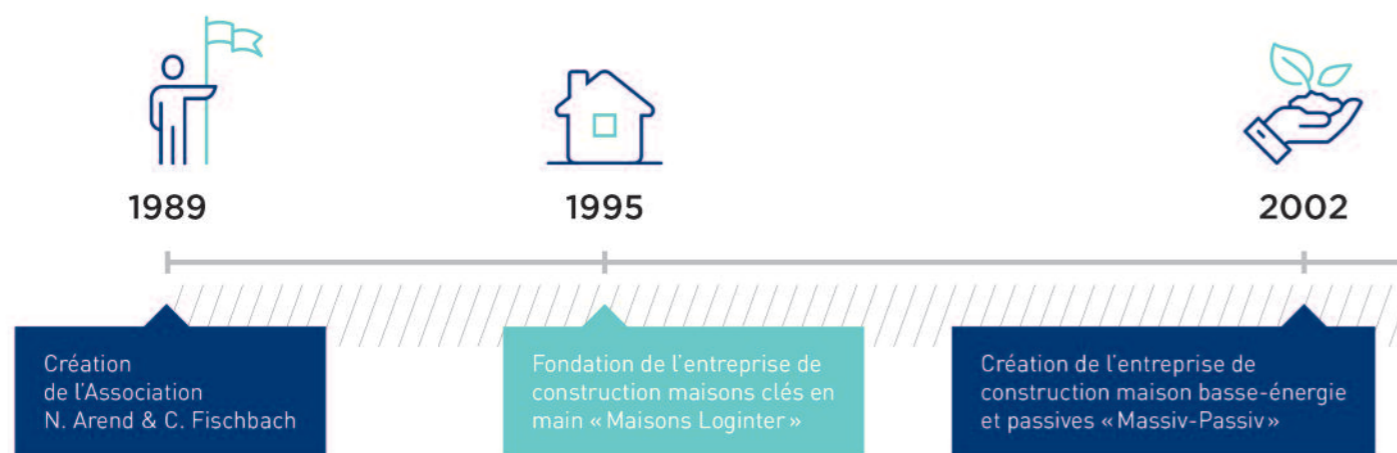 1989
1995
2002
Création
de l’Association
N. Arend & C. Fischbach
Fondation de l’entreprise de
construction maisons clés en
main « Maisons Loginter »
Création de l’entreprise de
construction maison basse-énergie
et passives « Massiv-Passiv»